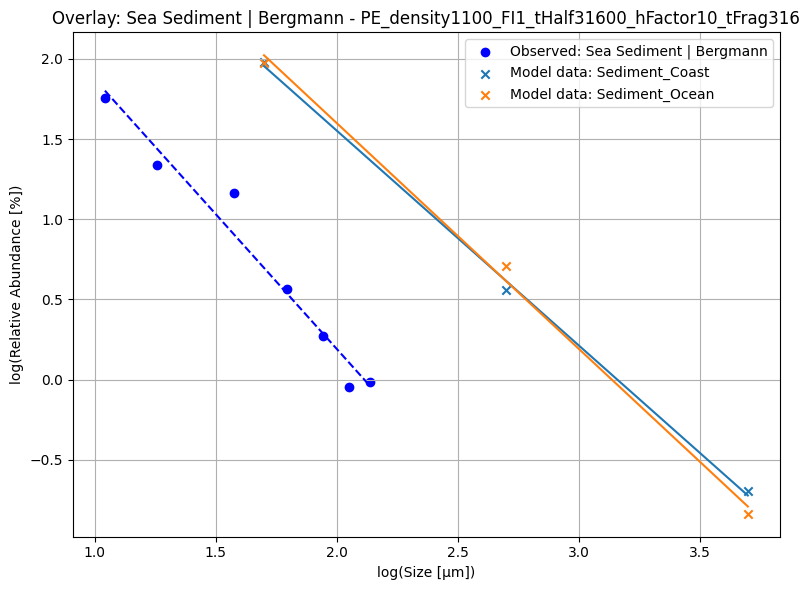 Overlay: Sea Sediment | Bergmann - PE_density1100_FI1_tHalf31600_hFactor10_tFrag316
Observed: Sea Sediment | Bergmann
Model data: Sediment_Coast
Model data: Sediment_Ocean
log(Relative Abundance [%])
2.0
1.5
1.0
0.5
0.0
−0.5
1.0
1.5
2.0
2.5
3.0
3.5
log(Size [μm])